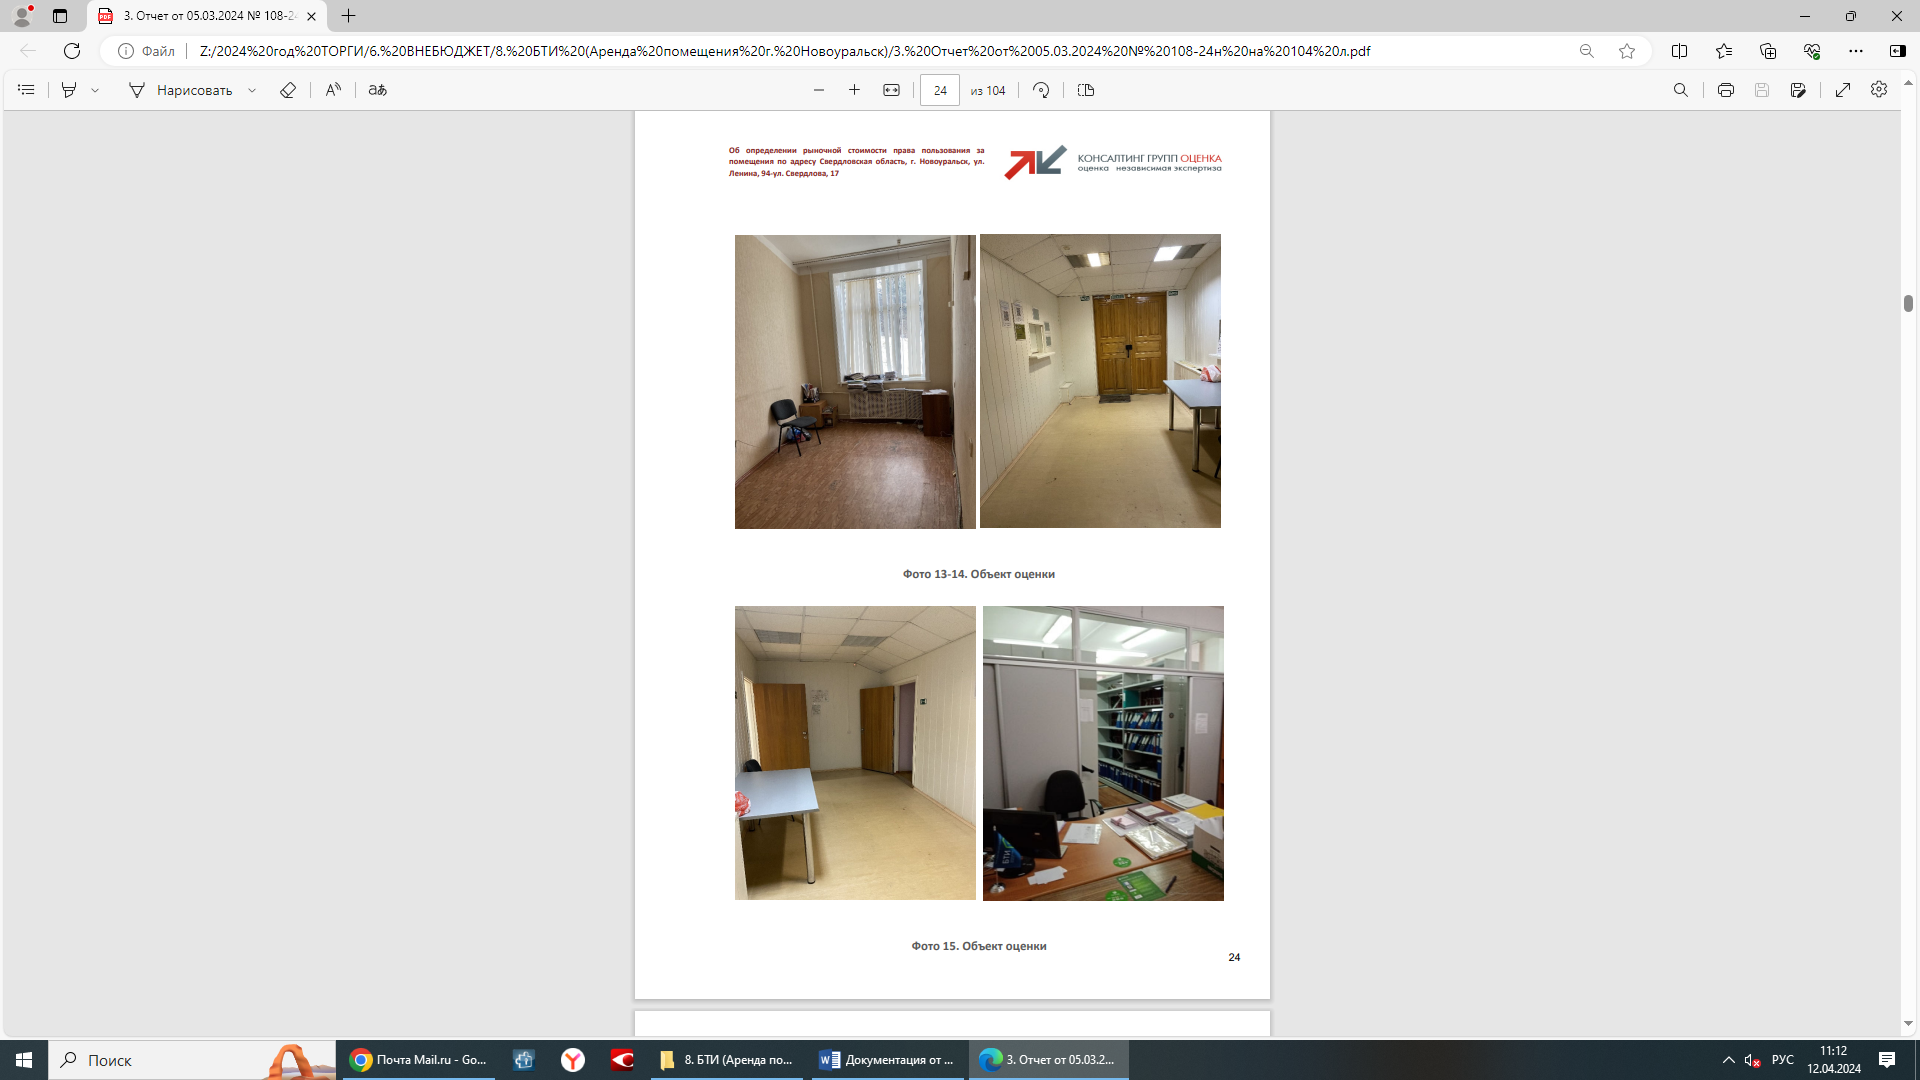 3. Отчет от 05.03.2024 № 108-24
Файл
Z:/2024%20год%20ТОРГИ/6.%20ВНЕБЮДЖЕТ/8.%20БТИ%20(Аренда%20помещения%20г.%20Новоуральск)/3.%20Отчет%20от%2005.03.2024%20№%20108-24н%20на%20104%20л.pdf
Нарисовать
24 из 104
Об определении рыночной стоимости права пользования за
помещения по адресу Свердловская область, г. Новоуральск, ул.
Ленина, 94-ул. Свердлова, 17
КОНСАЛТИНГ ГРУПП ОЦЕНКА
оценка независимая экспертиза
Фото 13-14. Объект оценки
БТИ
Фото 15. Объект оценки
24
Поиск
Почта Mail.ru - Go...
8. БТИ (Аренда по...
Документация от ...
3. Отчет от 05.03.2...
РУС
11:12
12.04.2024